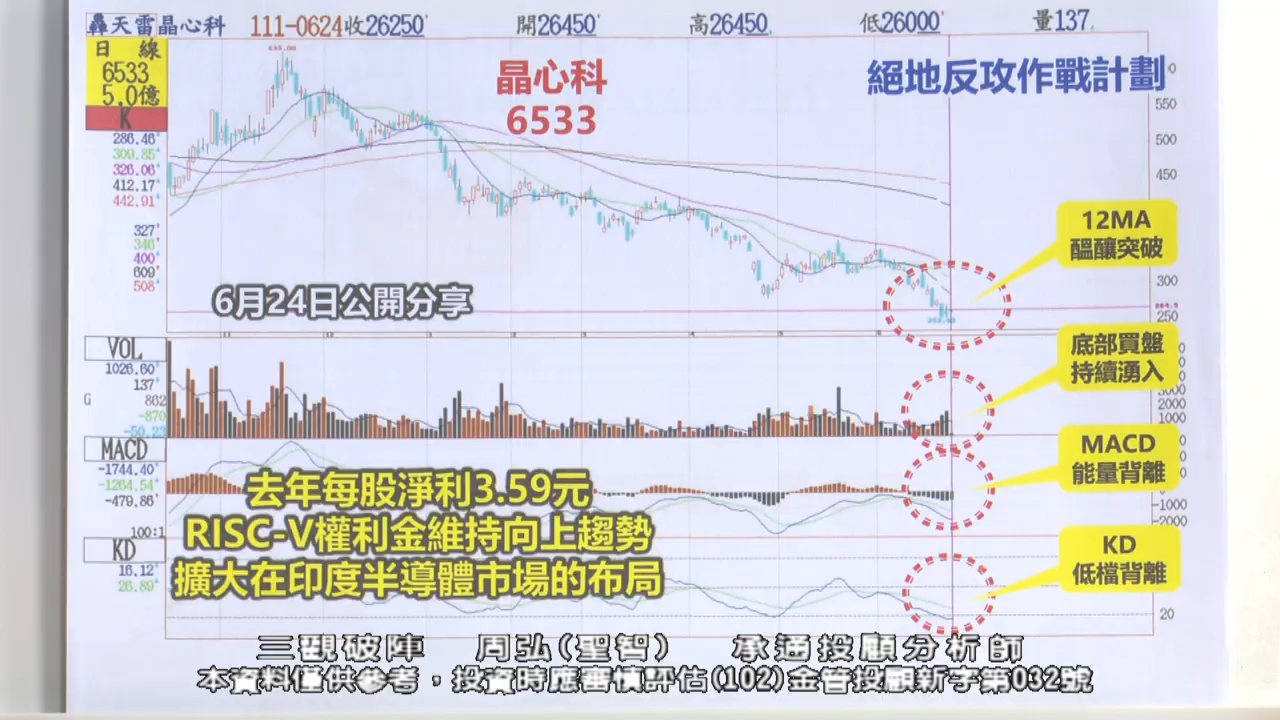 轟天雷晶心科 111-0624收26250 開26450 高26450 低26000 量137
日 線
6533
5.0億
K
286.46
309.85
326.06
412.17
442.91
327
346
400
609
508
晶心科
6533
絕地反攻作戰計劃
550
500
450
300
250
12MA
醞釀突破
6月24日公開分享
VOL
1026.60
137
G 862
-870
底部買盤
持續湧入
2000
1000
MACD
-1744.40
-1264.54
-479.86
100:1
MACD
能量背離
-1000
-2000
去年每股淨利3.59元
RISC-V權利金維持向上趨勢
擴大在印度半導體市場的布局
KD
16.12
26.89
KD
低檔背離
20
三觀破陣 周弘(聖智) 承通投顧分析師
本資料僅供參考，投資時應審慎評估(102)金管投顧新字第032號